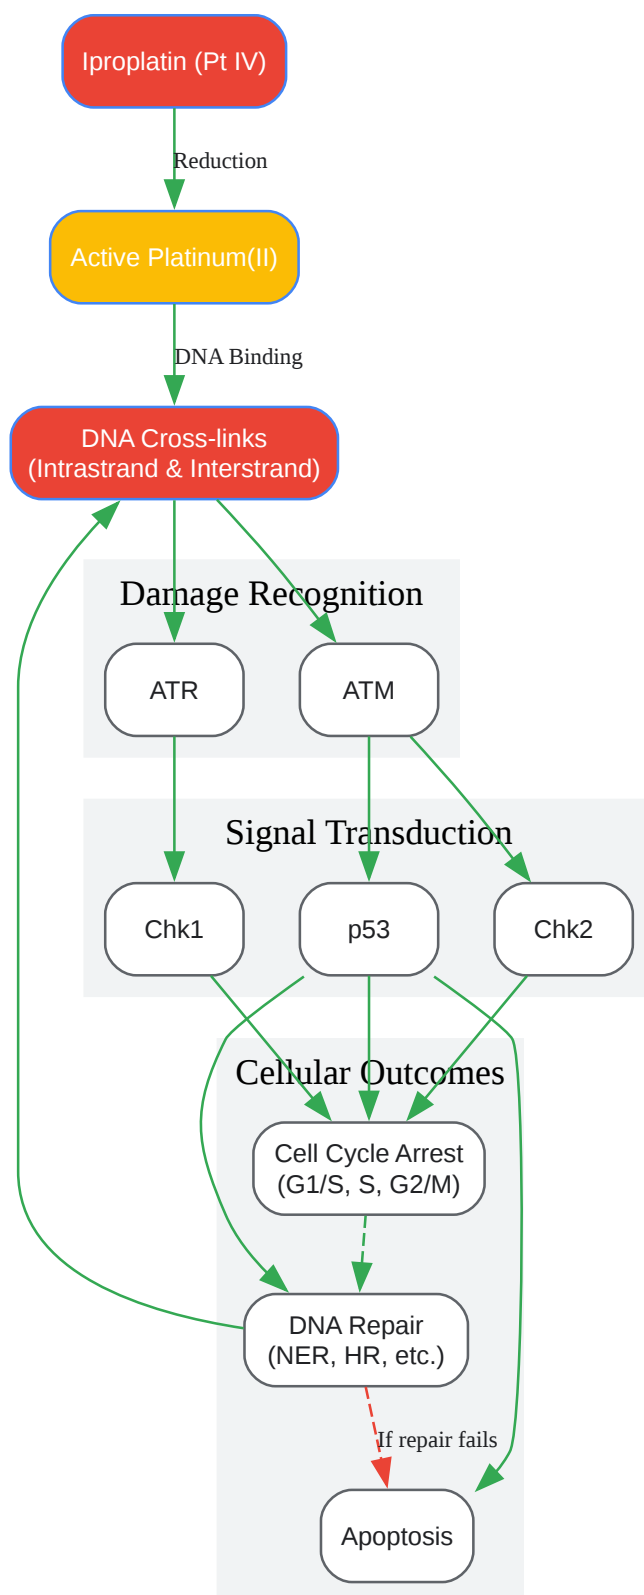 Iproplatin (Pt IV)
Reduction
Active Platinum(II)
DNA Binding
DNA Cross-links
(Intrastrand & Interstrand)
Damage Recognition
ATR
ATM
Signal Transduction
Chk1
p53
Chk2
Cellular Outcomes
Cell Cycle Arrest
(G1/S, S, G2/M)
DNA Repair
(NER, HR, etc.)
If repair fails
Apoptosis